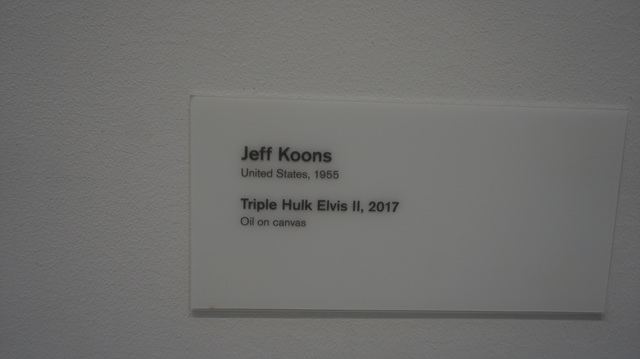 Jeff Koons
United States, 1955
Triple Hulk Elvis II, 2017
Oil on canvas